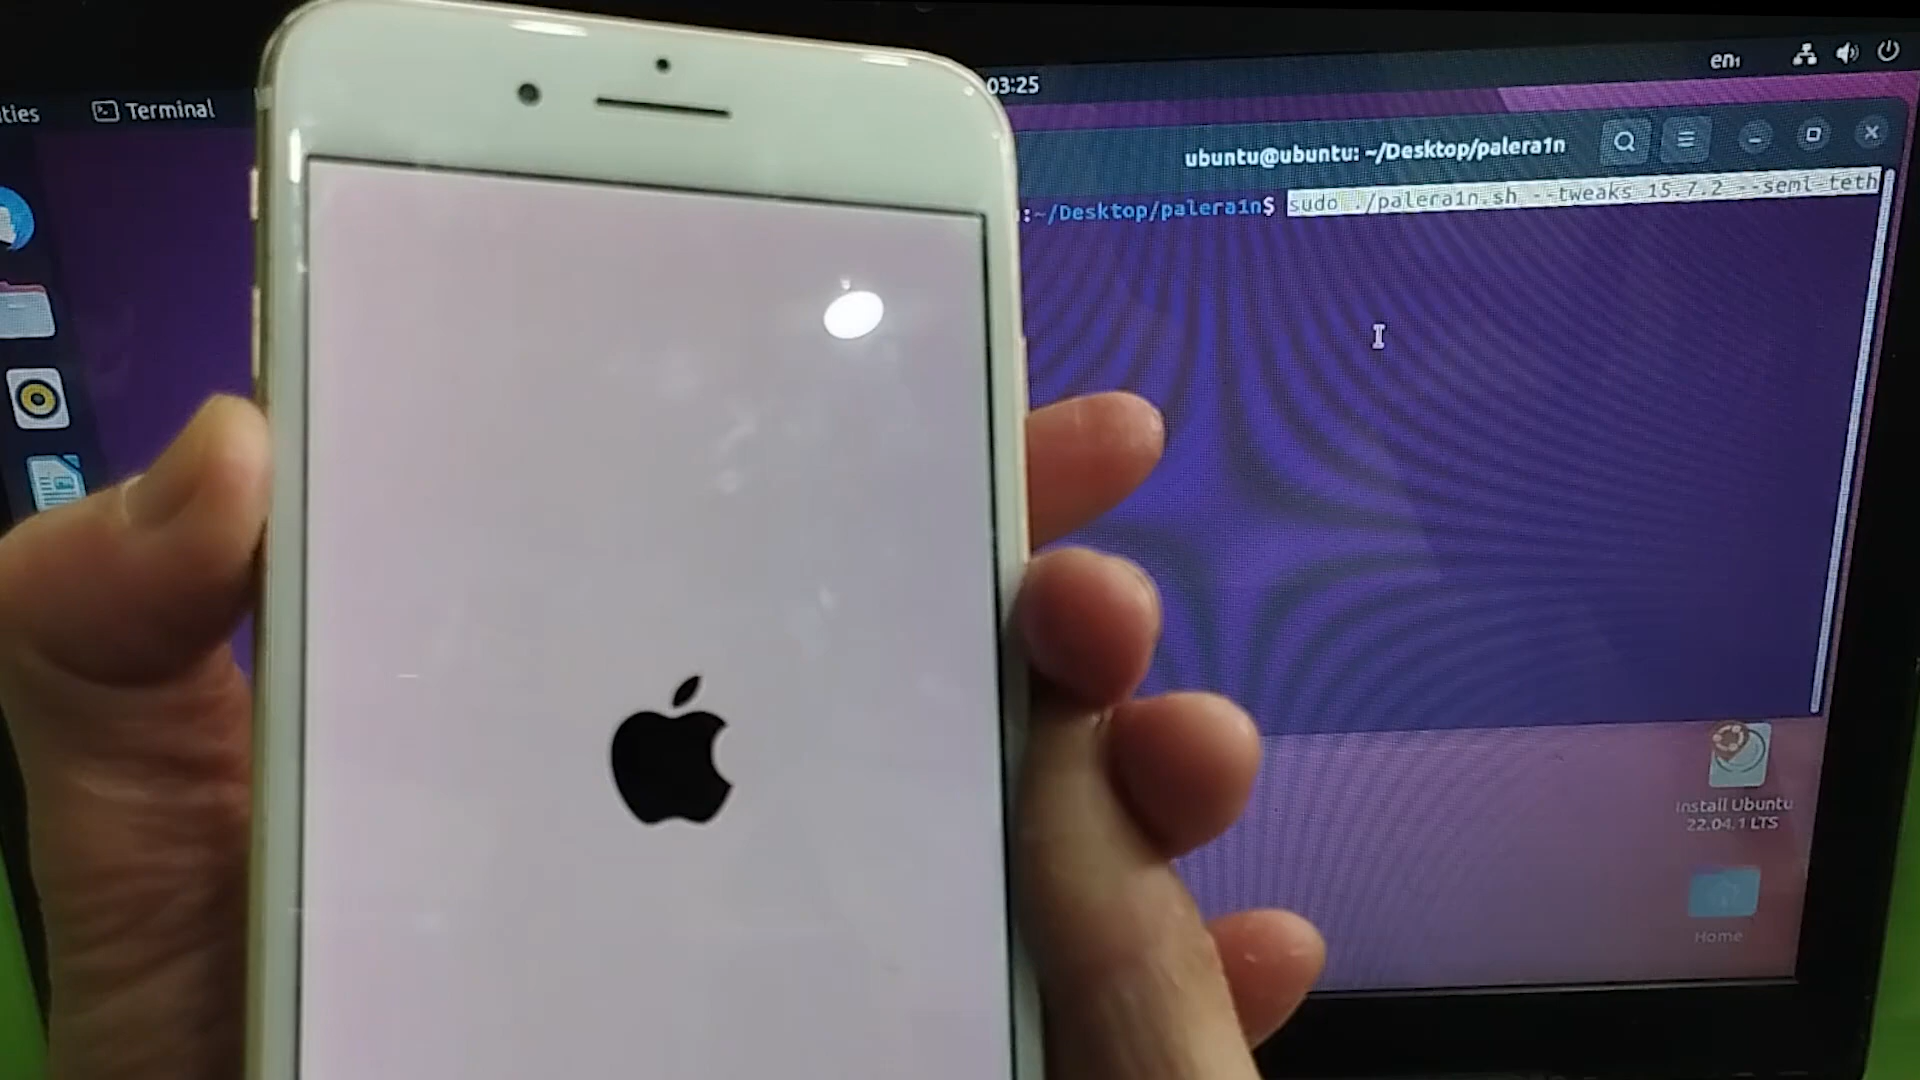 ties
Terminal
03:25
en₁
ubuntu@ubuntu: ~/Desktop/palera1n
:~/Desktop/palera1n$ sudo ./palera1n.sh --tweaks 15.7.2 --semi-teth
Install Ubuntu
22.04.1 LTS
Home